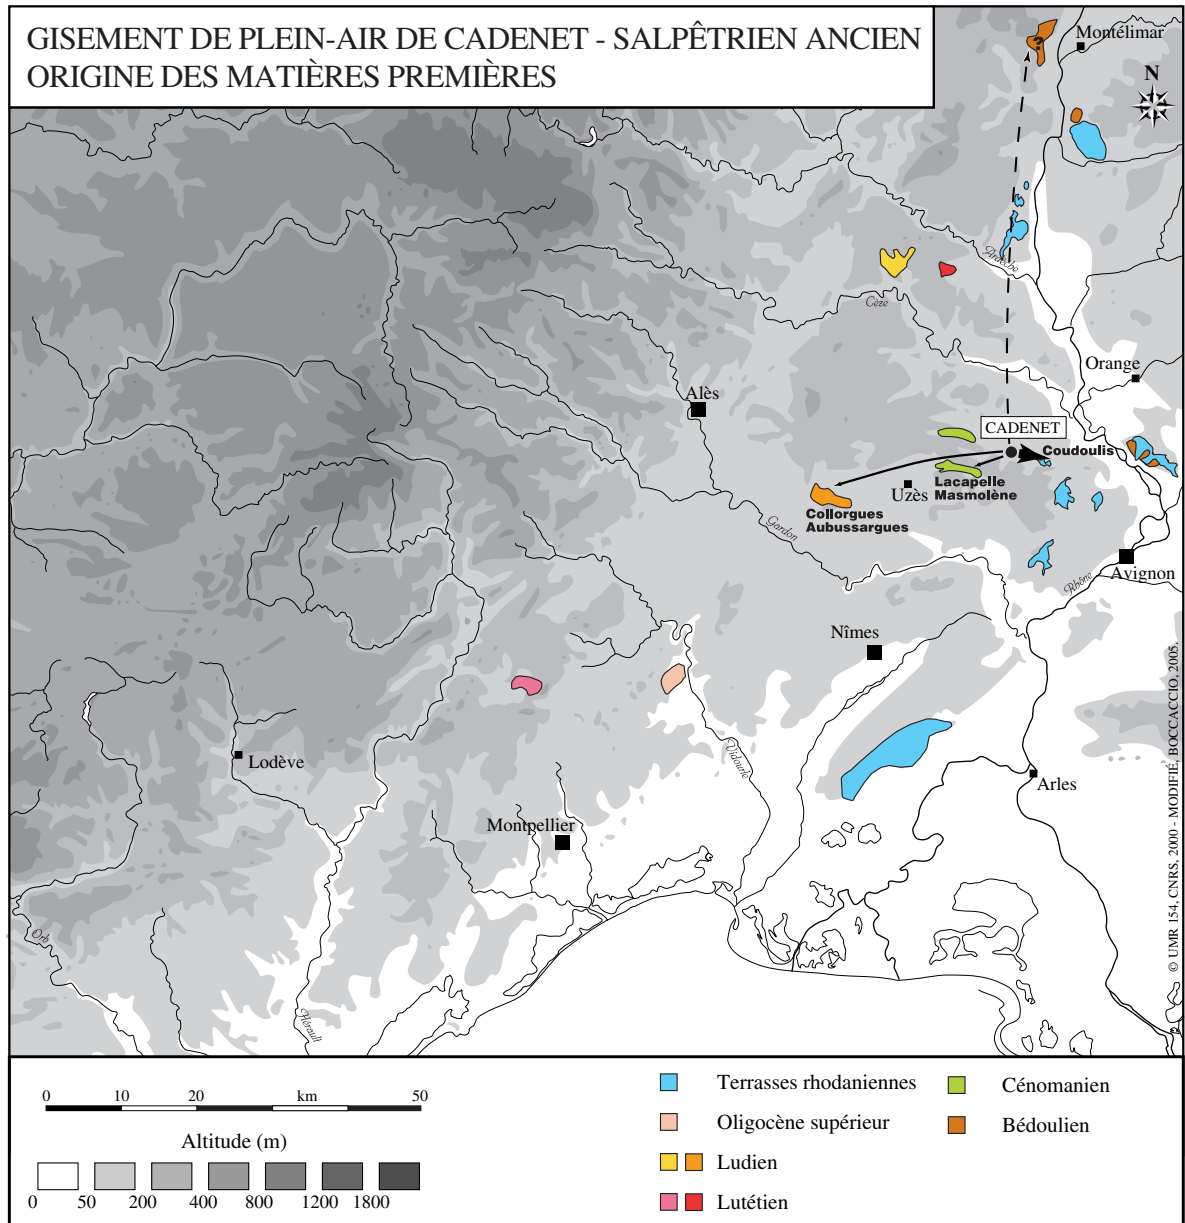 GISEMENT DE PLEIN-AIR DE CADENET - SALPÊTRIEN ANCIEN
ORIGINE DES MATIÈRES PREMIÈRES
Montélimar
?
N
Ardèche
Cèze
Orange
Alès
CADENET
Coudoulis
Lacapelle
Masmolène
Uzès
Collorgues
Aubussargues
Gardon
Avignon
Rhône
Nîmes
Vidourle
Lodève
Arles
Montpellier
Orb
Hérault
© UMR 154, CNRS, 2000 - MODIFIÉ, BOCCACCIO, 2005.
0 10 20 km 50
Altitude (m)
0 50 200 400 800 1200 1800
Terrasses rhodaniennes
Oligocène supérieur
Ludien
Lutétien
Cénomanien
Bédoulien